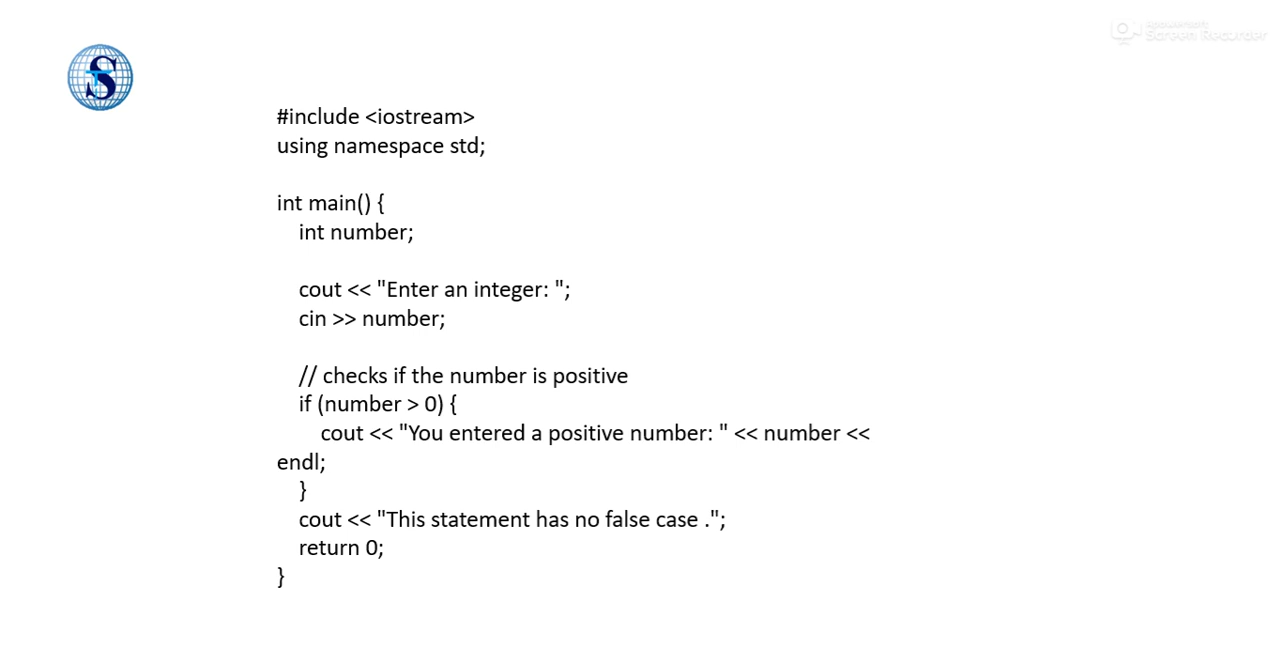 Screen Recorder
#include <iostream>
using namespace std;
int main() {
int number;
cout << "Enter an integer: ";
cin >> number;
// checks if the number is positive
if (number > 0) {
cout << "You entered a positive number: " << number <<
endl;
}
cout << "This statement has no false case .";
return 0;
}